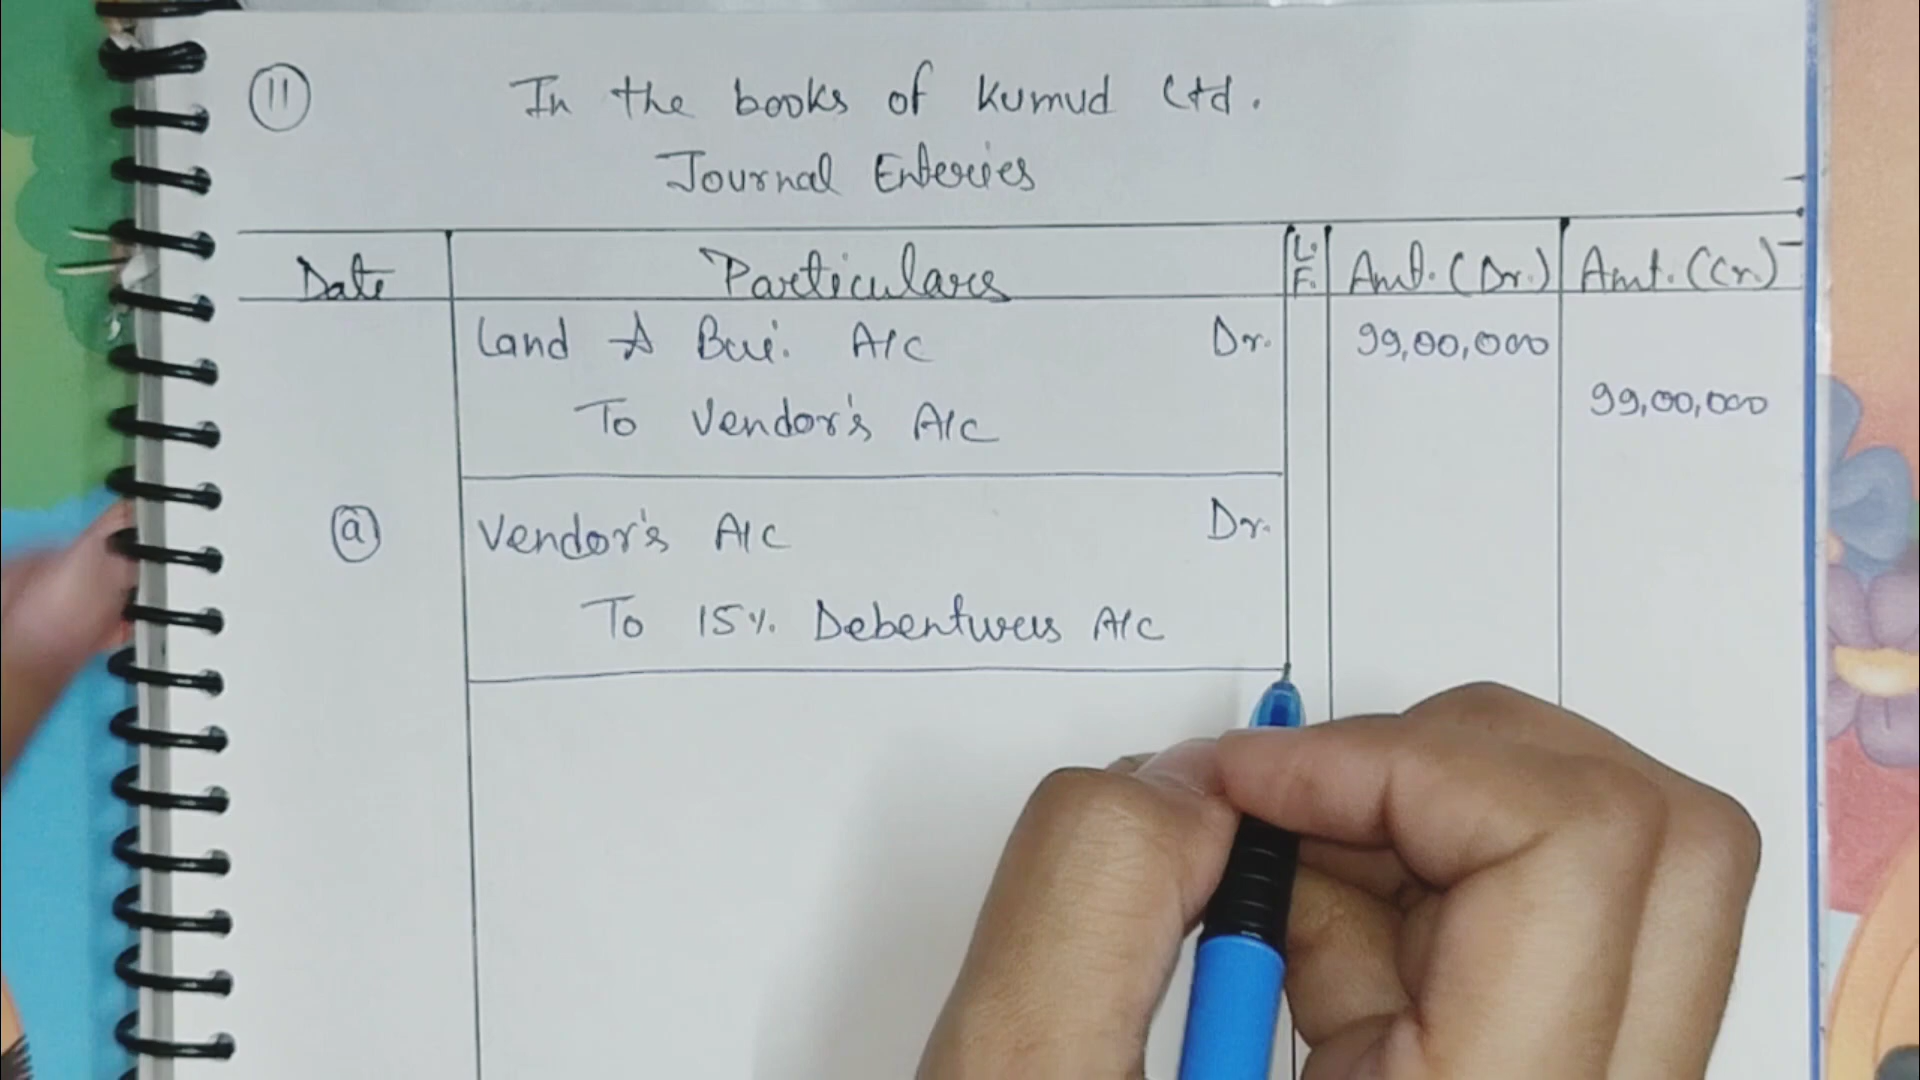 11 In the books of Kumud Ltd.
Journal Enteries
Date Particulars L.F. Amt. (Dr.) Amt. (Cr.)
Land & Bui. A/C Dr. 99,00,000
To Vendor's A/C 99,00,000
a Vendor's A/C Dr.
To 15% Debentures A/C